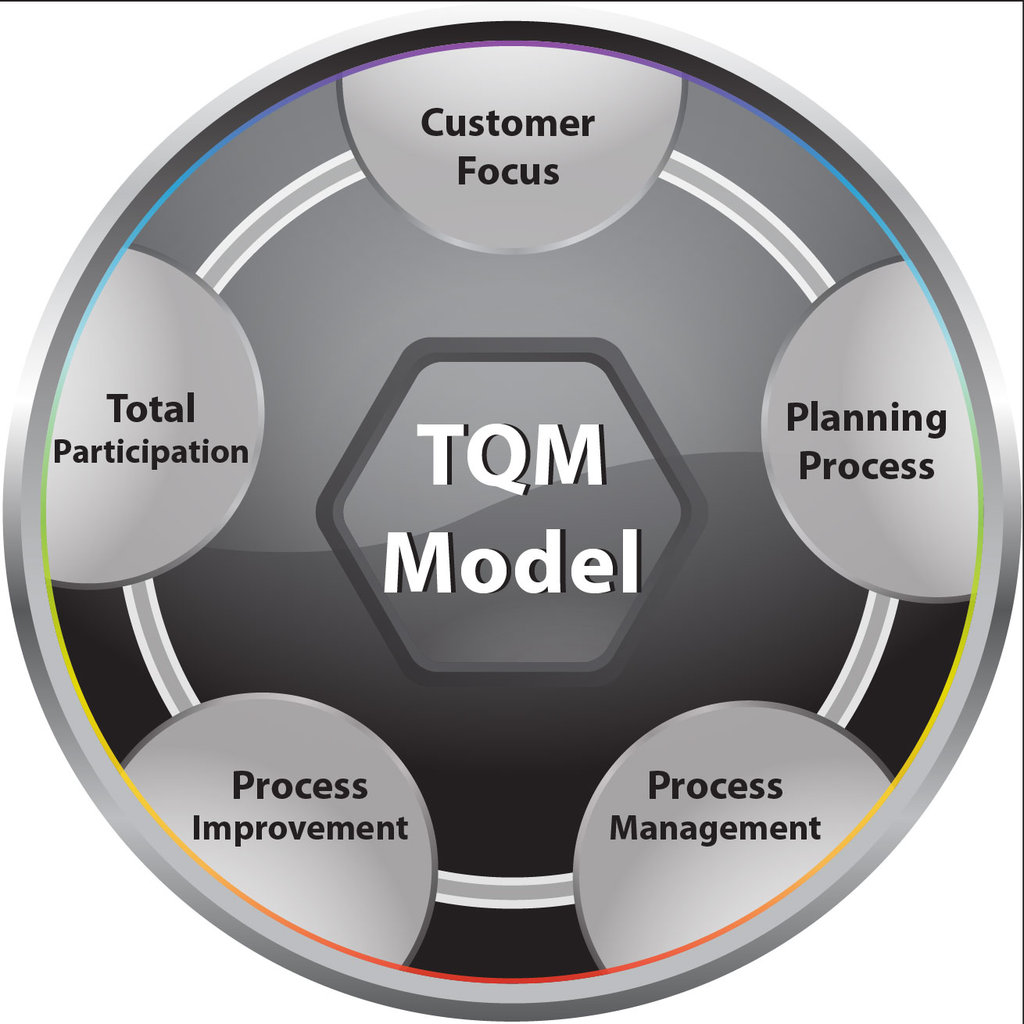 Customer
Focus
Total
Participation
Planning
Process
TQM
Model
Process
Improvement
Process
Management